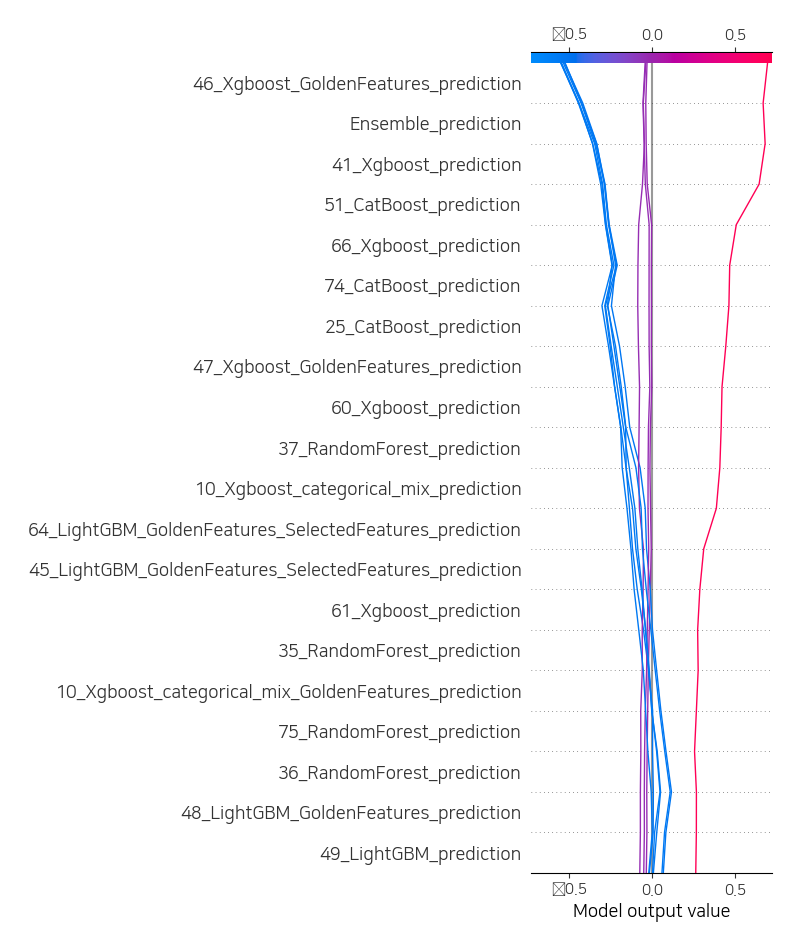 ☒0.5 0.0 0.5
46_Xgboost_GoldenFeatures_prediction
Ensemble_prediction
41_Xgboost_prediction
51_CatBoost_prediction
66_Xgboost_prediction
74_CatBoost_prediction
25_CatBoost_prediction
47_Xgboost_GoldenFeatures_prediction
60_Xgboost_prediction
37_RandomForest_prediction
10_Xgboost_categorical_mix_prediction
64_LightGBM_GoldenFeatures_SelectedFeatures_prediction
45_LightGBM_GoldenFeatures_SelectedFeatures_prediction
61_Xgboost_prediction
35_RandomForest_prediction
10_Xgboost_categorical_mix_GoldenFeatures_prediction
75_RandomForest_prediction
36_RandomForest_prediction
48_LightGBM_GoldenFeatures_prediction
49_LightGBM_prediction
☒0.5 0.0 0.5
Model output value